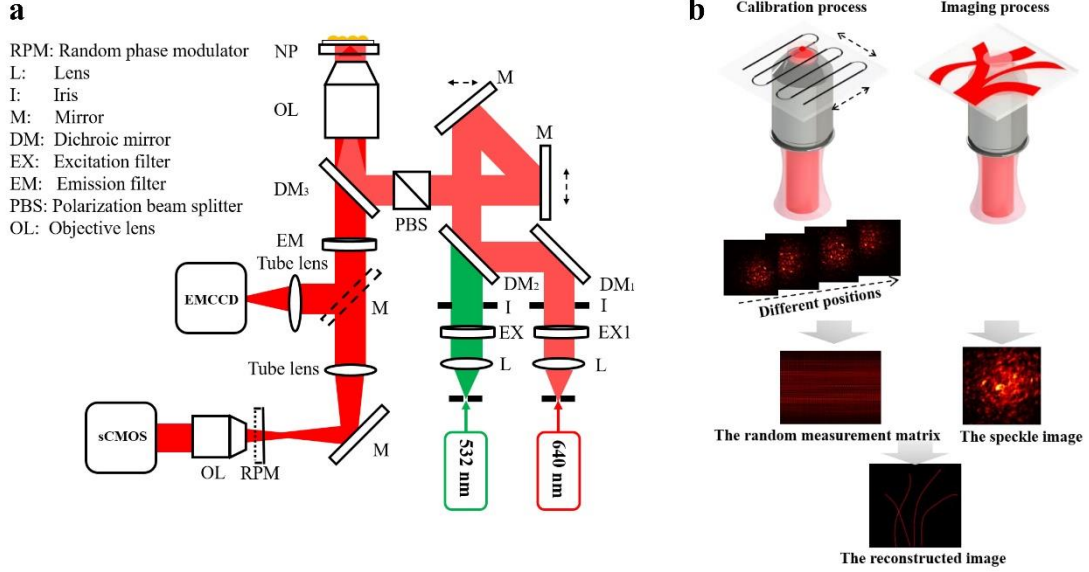 a
RPM: Random phase modulator
L: Lens
I: Iris
M: Mirror
DM: Dichroic mirror
EX: Excitation filter
EM: Emission filter
PBS: Polarization beam splitter
OL: Objective lens
NP
OL
M
M
DM3
PBS
EM
Tube lens
EMCCD
M
DM2
DM1
I
I
EX
EX1
L
L
Tube lens
sCMOS
OL
RPM
M
532 nm
640 nm
b
Calibration process
Imaging process
Different positions
The random measurement matrix
The speckle image
The reconstructed image